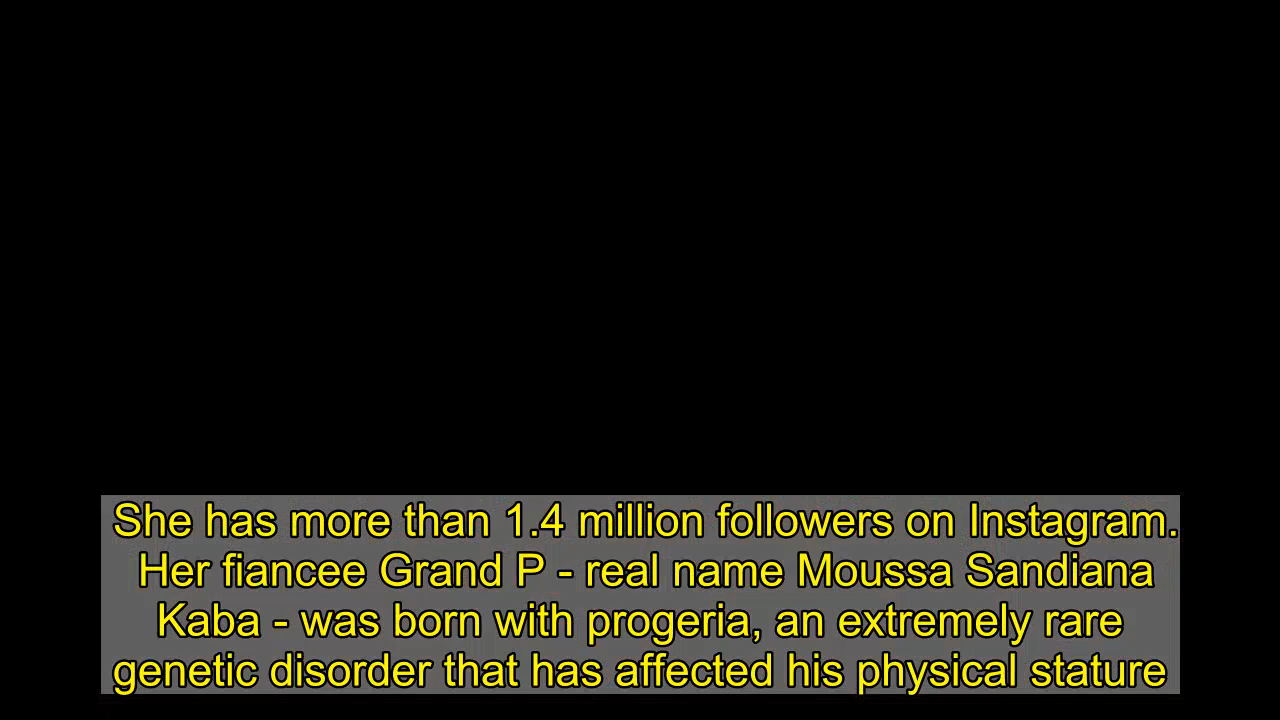 She has more than 1.4 million followers on Instagram.
Her fiancee Grand P - real name Moussa Sandiana
Kaba - was born with progeria, an extremely rare
genetic disorder that has affected his physical stature